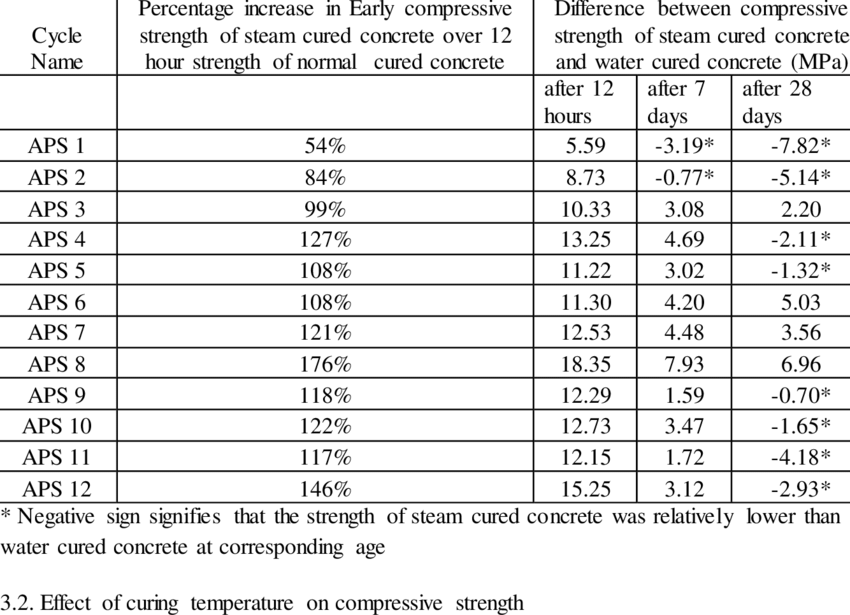 Cycle Name | Percentage increase in Early compressive strength of steam cured concrete over 12 hour strength of normal cured concrete | Difference between compressive strength of steam cured concrete and water cured concrete (MPa)
after 12 hours | after 7 days | after 28 days
APS 1 | 54% | 5.59 | -3.19* | -7.82*
APS 2 | 84% | 8.73 | -0.77* | -5.14*
APS 3 | 99% | 10.33 | 3.08 | 2.20
APS 4 | 127% | 13.25 | 4.69 | -2.11*
APS 5 | 108% | 11.22 | 3.02 | -1.32*
APS 6 | 108% | 11.30 | 4.20 | 5.03
APS 7 | 121% | 12.53 | 4.48 | 3.56
APS 8 | 176% | 18.35 | 7.93 | 6.96
APS 9 | 118% | 12.29 | 1.59 | -0.70*
APS 10 | 122% | 12.73 | 3.47 | -1.65*
APS 11 | 117% | 12.15 | 1.72 | -4.18*
APS 12 | 146% | 15.25 | 3.12 | -2.93*
* Negative sign signifies that the strength of steam cured concrete was relatively lower than
water cured concrete at corresponding age
3.2. Effect of curing temperature on compressive strength